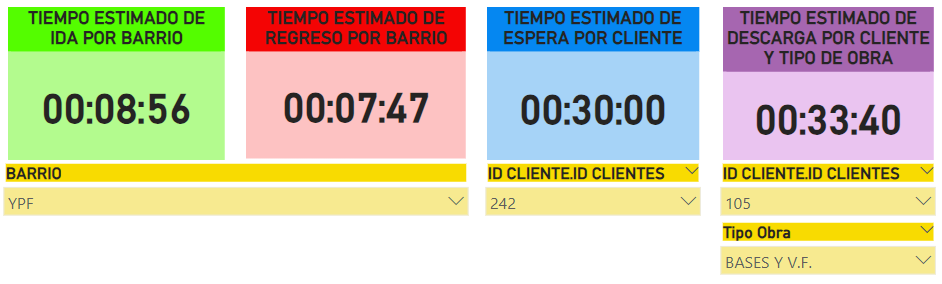 TIEMPO ESTIMADO DE
IDA POR BARRIO
00:08:56
TIEMPO ESTIMADO DE
REGRESO POR BARRIO
00:07:47
BARRIO
YPF
TIEMPO ESTIMADO DE
ESPERA POR CLIENTE
00:30:00
ID CLIENTE.ID CLIENTES
242
TIEMPO ESTIMADO DE
DESCARGA POR CLIENTE
Y TIPO DE OBRA
00:33:40
ID CLIENTE.ID CLIENTES
105
Tipo Obra
BASES Y V.F.